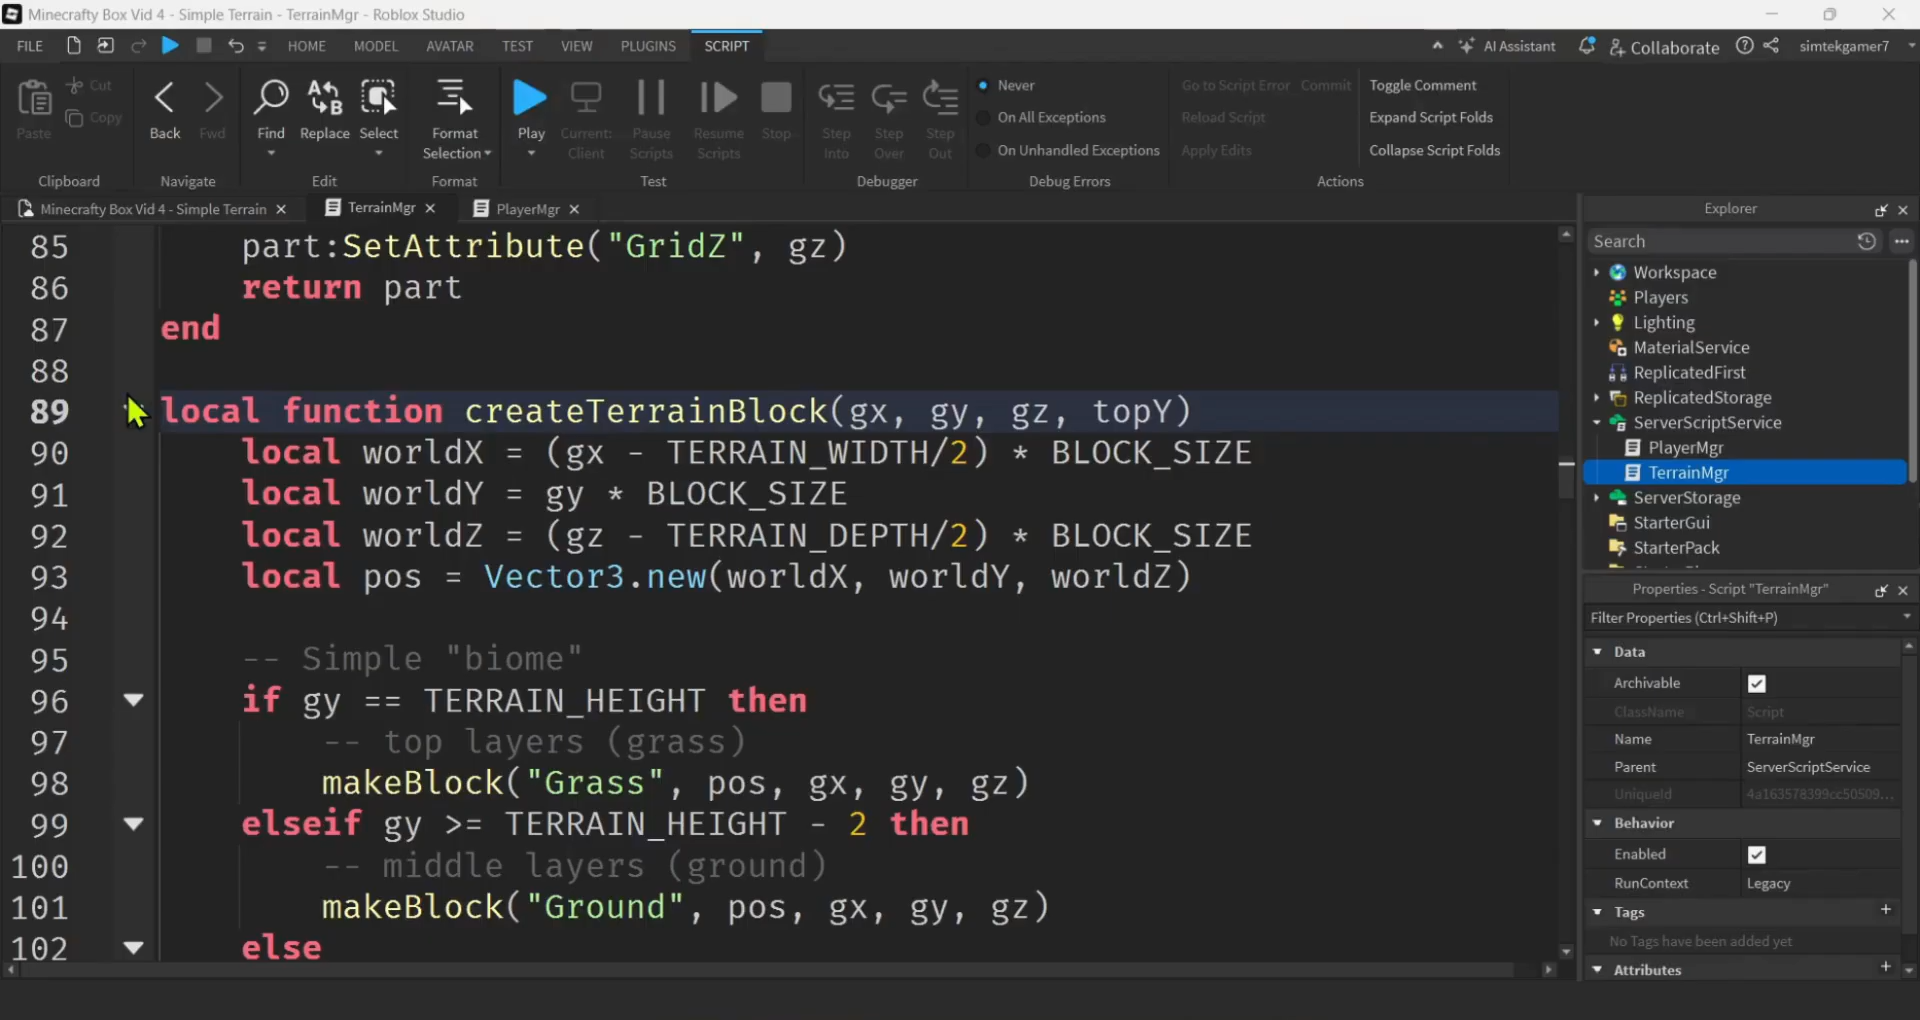 Minecrafty Box Vid 4 - Simple Terrain - TerrainMgr - Roblox Studio
FILE HOME MODEL AVATAR TEST VIEW PLUGINS SCRIPT AI Assistant Collaborate simtekgamer7
Paste
Cut
Copy
Clipboard
Back
Fwd
Navigate
Find
Replace
Select
Edit
Format
Selection
Format
Play
Current:
Client
Pause
Scripts
Resume
Scripts
Stop
Test
Step
Into
Step
Over
Step
Out
Debugger
Never
On All Exceptions
On Unhandled Exceptions
Debug Errors
Go to Script Error
Commit
Reload Script
Apply Edits
Toggle Comment
Expand Script Folds
Collapse Script Folds
Actions
Minecrafty Box Vid 4 - Simple Terrain
TerrainMgr
PlayerMgr
85 part:SetAttribute("GridZ", gz)
86 return part
87 end
88
89 local function createTerrainBlock(gx, gy, gz, topY)
90 local worldX = (gx - TERRAIN_WIDTH/2) * BLOCK_SIZE
91 local worldY = gy * BLOCK_SIZE
92 local worldZ = (gz - TERRAIN_DEPTH/2) * BLOCK_SIZE
93 local pos = Vector3.new(worldX, worldY, worldZ)
94
95 -- Simple "biome"
96 if gy == TERRAIN_HEIGHT then
97 -- top layers (grass)
98 makeBlock("Grass", pos, gx, gy, gz)
99 elseif gy >= TERRAIN_HEIGHT - 2 then
100 -- middle layers (ground)
101 makeBlock("Ground", pos, gx, gy, gz)
102 else
Explorer
Search
Workspace
Players
Lighting
MaterialService
ReplicatedFirst
ReplicatedStorage
ServerScriptService
PlayerMgr
TerrainMgr
ServerStorage
StarterGui
StarterPack
Properties - Script "TerrainMgr"
Filter Properties (Ctrl+Shift+P)
Data
Archivable
ClassName Script
Name TerrainMgr
Parent ServerScriptService
UniqueId 4a163578399cc50509...
Behavior
Enabled
RunContext Legacy
Tags
No Tags have been added yet
Attributes